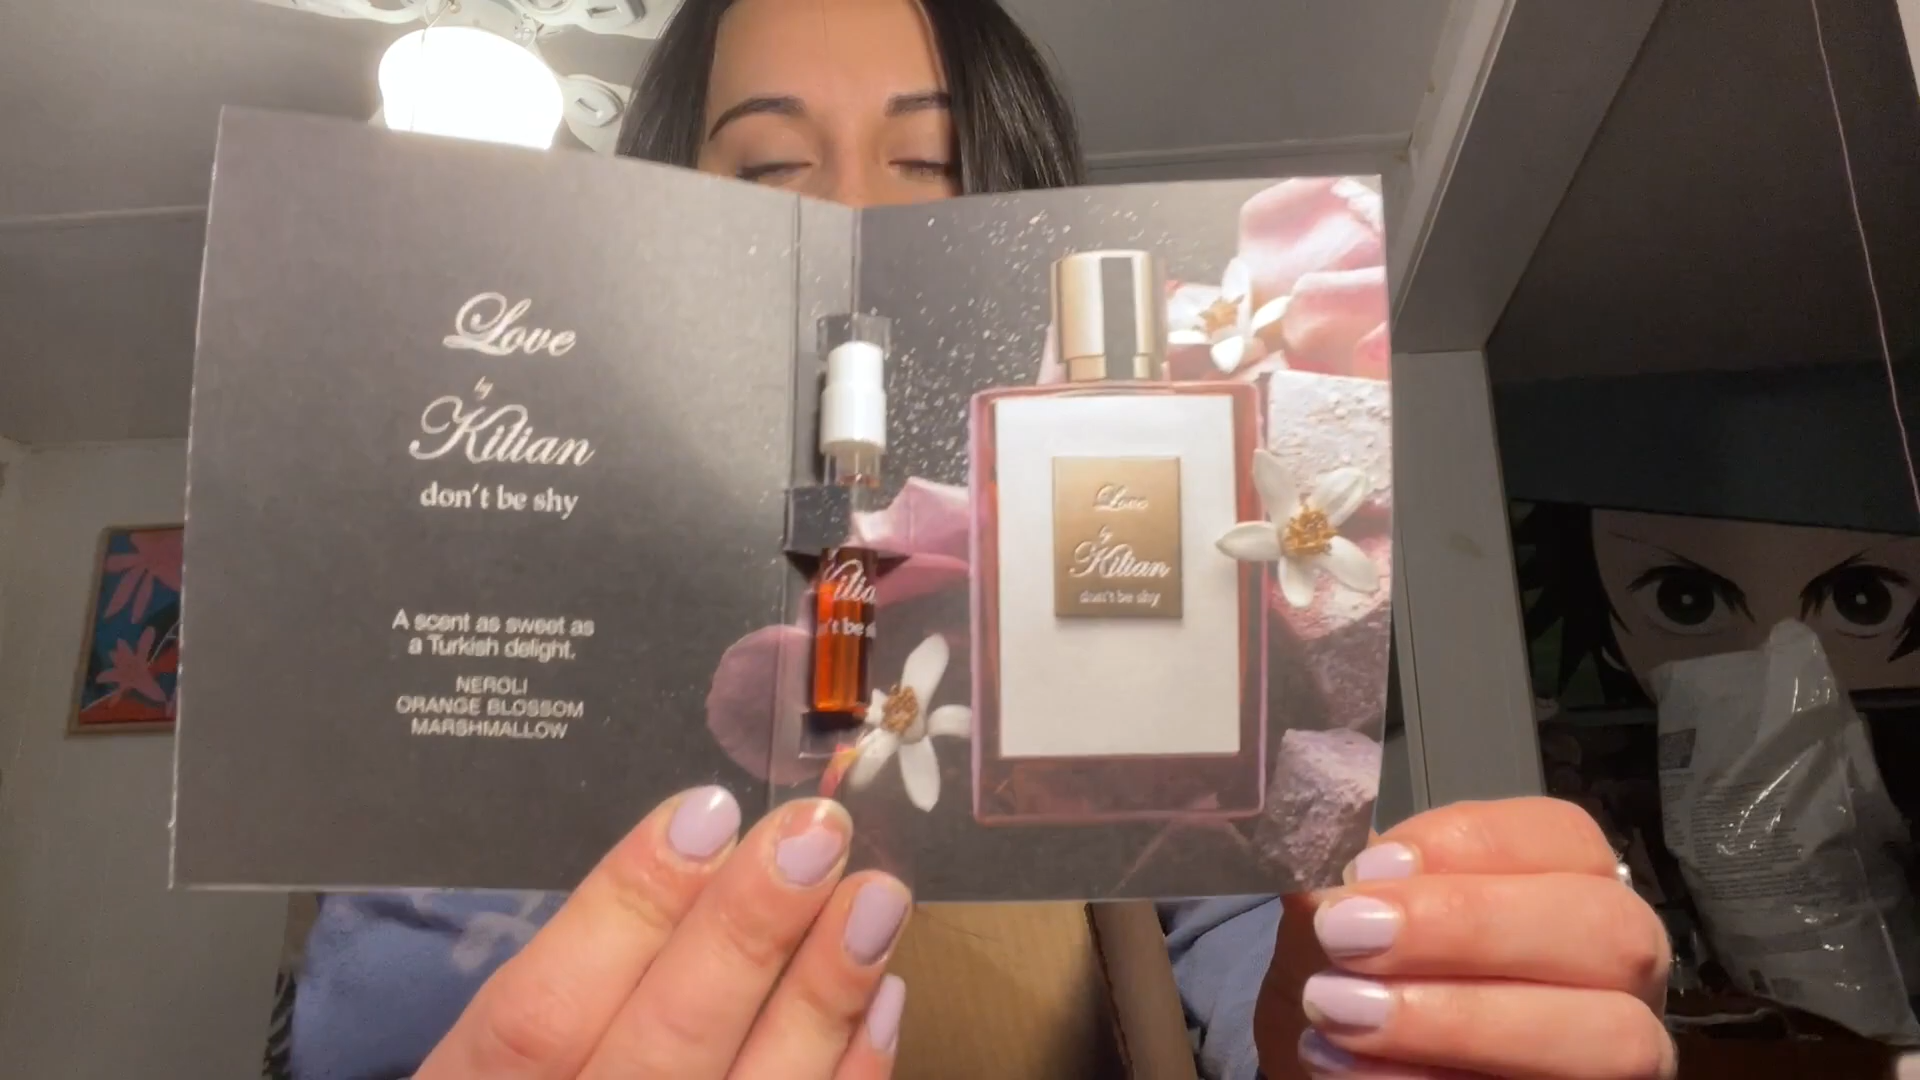 Love
by
Kilian
don't be shy
A scent as sweet as
a Turkish delight.
NEROLI
ORANGE BLOSSOM
MARSHMALLOW
Love
by
Kilian
don't be shy